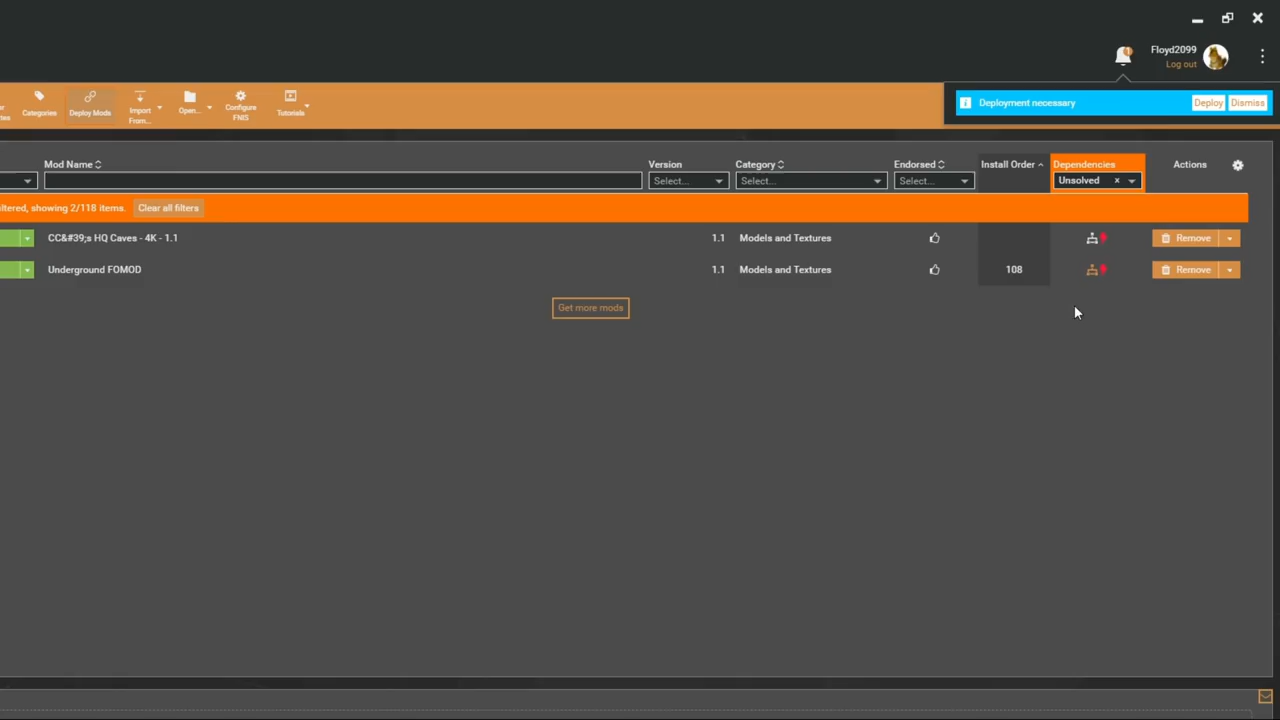 Floyd2099
Log out
Categories
Deploy Mods
Import
From...
Open...
Configure
FNIS
Tutorials
1
Deployment necessary
Deploy
Dismiss
Mod Name
Version
Category
Endorsed
Install Order
Dependencies
Actions
Select...
Select...
Select...
Unsolved
ltered, showing 2/118 items.
Clear all filters
CC&#39;s HQ Caves - 4K - 1.1
1.1
Models and Textures
Remove
Underground FOMOD
1.1
Models and Textures
108
Remove
Get more mods